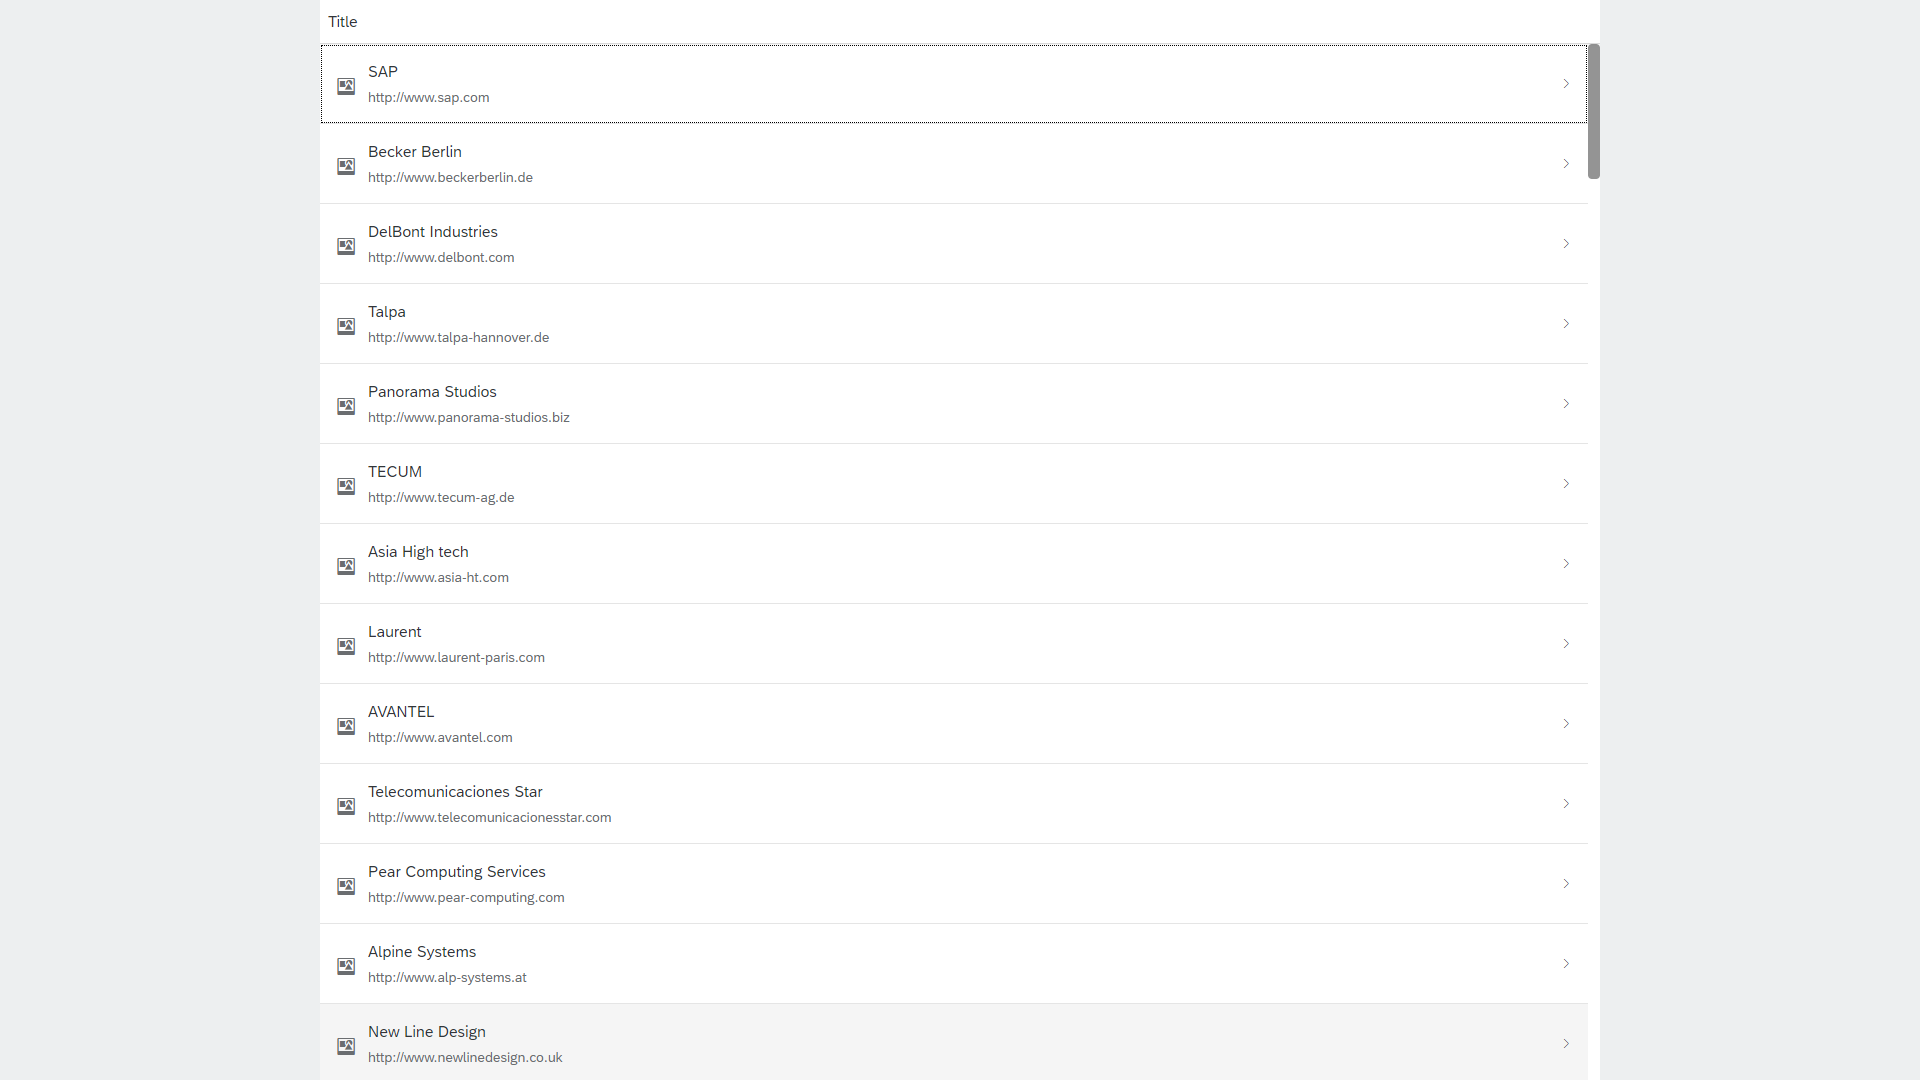 Title
SAP
http://www.sap.com
Becker Berlin
http://www.beckerberlin.de
DelBont Industries
http://www.delbont.com
Talpa
http://www.talpa-hannover.de
Panorama Studios
http://www.panorama-studios.biz
TECUM
http://www.tecum-ag.de
Asia High tech
http://www.asia-ht.com
Laurent
http://www.laurent-paris.com
AVANTEL
http://www.avantel.com
Telecomunicaciones Star
http://www.telecomunicacionesstar.com
Pear Computing Services
http://www.pear-computing.com
Alpine Systems
http://www.alp-systems.at
New Line Design
http://www.newlinedesign.co.uk